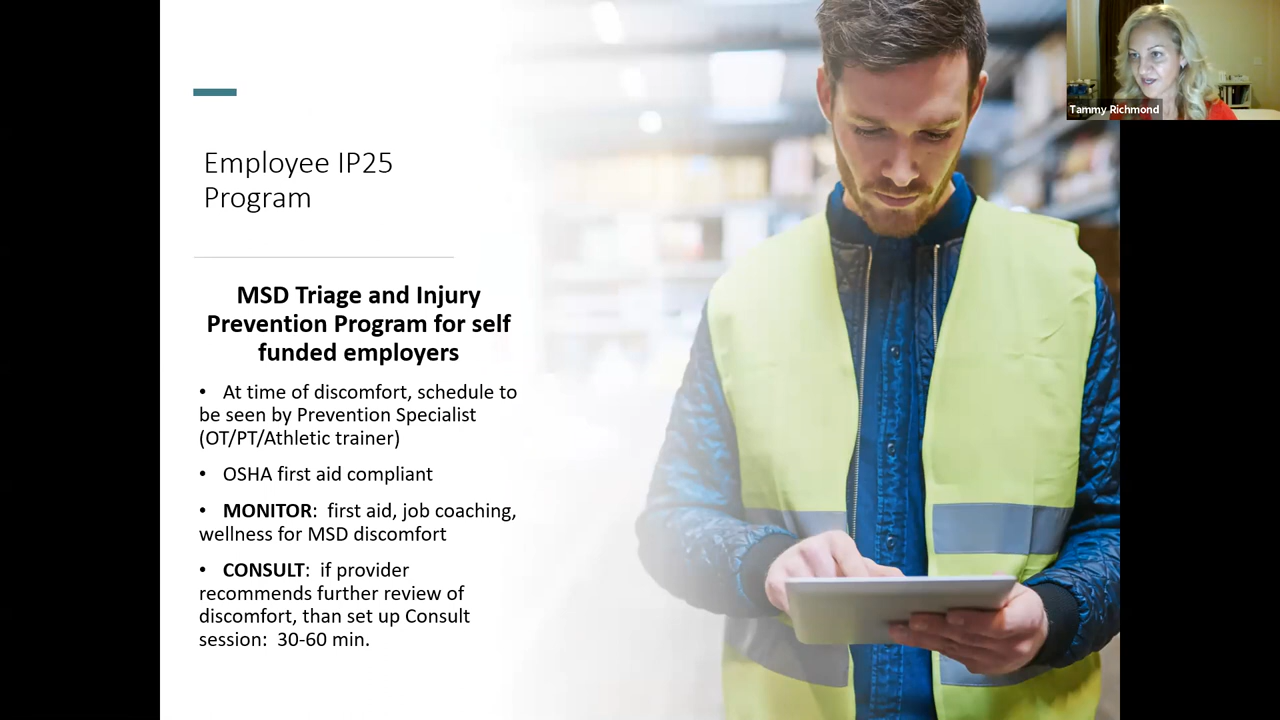 Employee IP25
Program
MSD Triage and Injury
Prevention Program for self
funded employers
• At time of discomfort, schedule to
be seen by Prevention Specialist
(OT/PT/Athletic trainer)
• OSHA first aid compliant
• MONITOR:  first aid, job coaching,
wellness for MSD discomfort
• CONSULT:  if provider
recommends further review of
discomfort, than set up Consult
session:  30-60 min.
Tammy Richmond